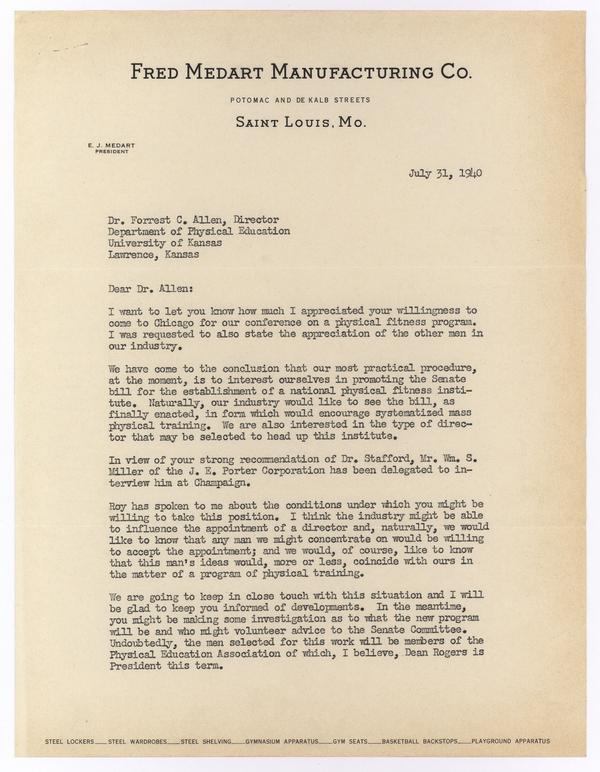 FRED MEDART MANUFACTURING CO.
POTOMAC AND DE KALB STREETS
SAINT LOUIS, MO.
E. J. MEDART
PRESIDENT
July 31, 1940
Dr. Forrest C. Allen, Director
Department of Physical Education
University of Kansas
Lawrence, Kansas
Dear Dr. Allen:
I want to let you know how much I appreciated your willingness to
come to Chicago for our conference on a physical fitness program.
I was requested to also state the appreciation of the other men in
our industry.
We have come to the conclusion that our most practical procedure,
at the moment, is to interest ourselves in promoting the Senate
bill for the establishment of a national physical fitness insti-
tute. Naturally, our industry would like to see the bill, as
finally enacted, in form which would encourage systematized mass
physical training. We are also interested in the type of direc-
tor that may be selected to head up this institute.
In view of your strong recommendation of Dr. Stafford, Mr. Wm. S.
Miller of the J. E. Porter Corporation has been delegated to in-
terview him at Champaign.
Roy has spoken to me about the conditions under which you might be
willing to take this position. I think the industry might be able
to influence the appointment of a director and, naturally, we would
like to know that any man we might concentrate on would be willing
to accept the appointment; and we would, of course, like to know
that this man's ideas would, more or less, coincide with ours in
the matter of a program of physical training.
We are going to keep in close touch with this situation and I will
be glad to keep you informed of developments. In the meantime,
you might be making some investigation as to what the new program
will be and who might volunteer advice to the Senate Committee.
Undoubtedly, the men selected for this work will be members of the
Physical Education Association of which, I believe, Dean Rogers is
President this term.
STEEL LOCKERS___STEEL WARDROBES___STEEL SHELVING___GYMNASIUM APPARATUS___GYM SEATS___BASKETBALL BACKSTOPS___PLAYGROUND APPARATUS